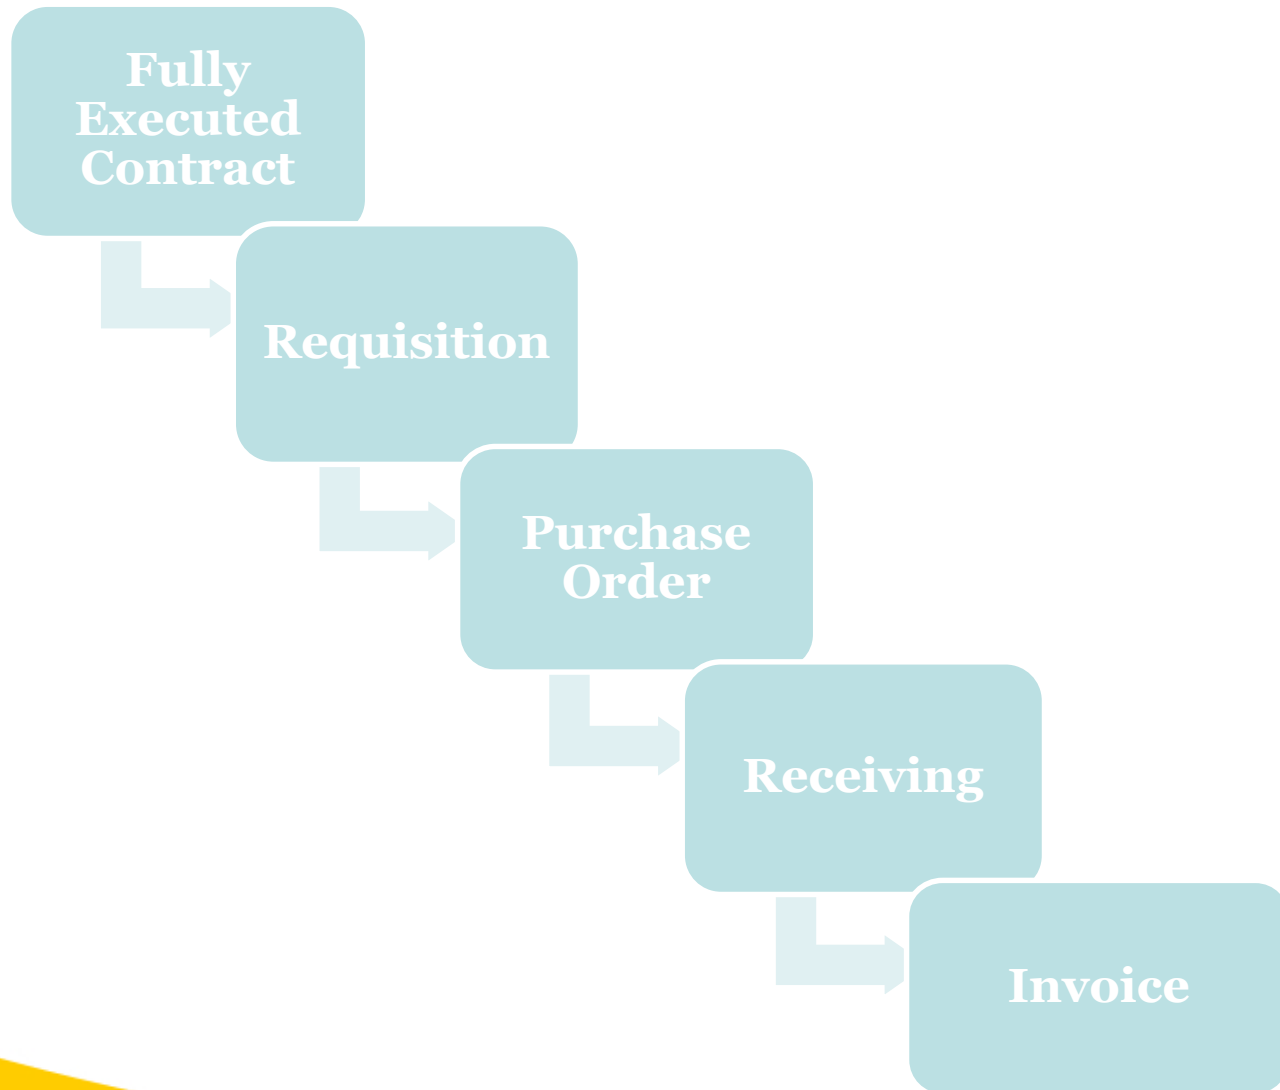 Fully
Executed
Contract
Requisition
Purchase
Order
Receiving
Invoice